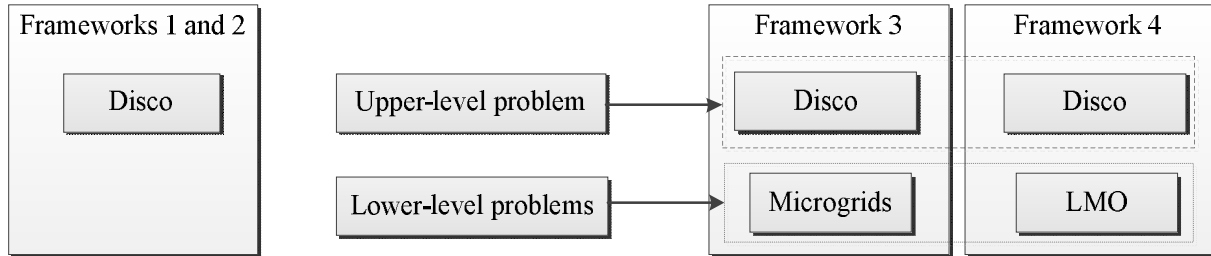 Frameworks 1 and 2
Disco
Upper-level problem
Lower-level problems
Framework 3
Disco
Microgrids
Framework 4
Disco
LMO